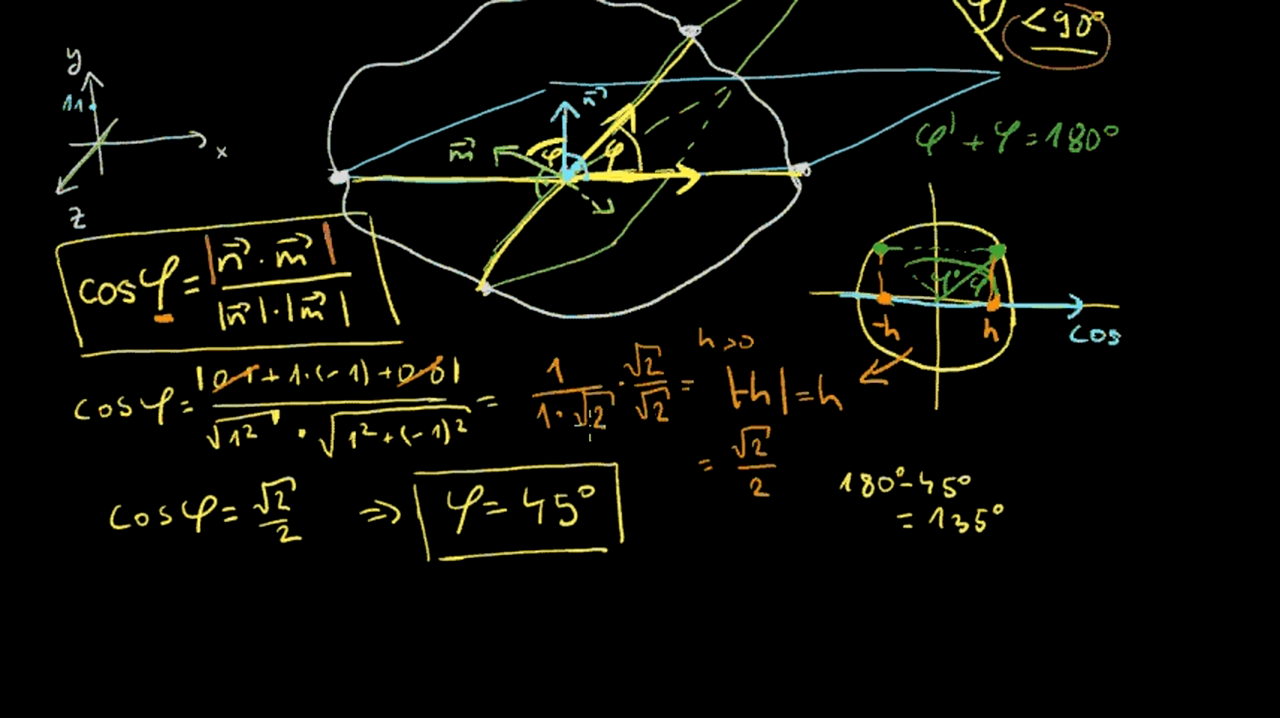 φ
< 90°
y
11
x
z
n⃗
m⃗
φ
φ
φ' + φ = 180°
cos φ = |n⃗ · m⃗| / |n⃗| · |m⃗|
φ' φ
-h h
cos
h > 0
cos φ = |0·1 + 1·(-1) + 0·0| / √1² · √1² + (-1)² = 1 / 1·√2 · √2 / √2 =
|-h| = h
= √2 / 2
cos φ = √2 / 2 ⇒ φ = 45°
180° - 45°
= 135°